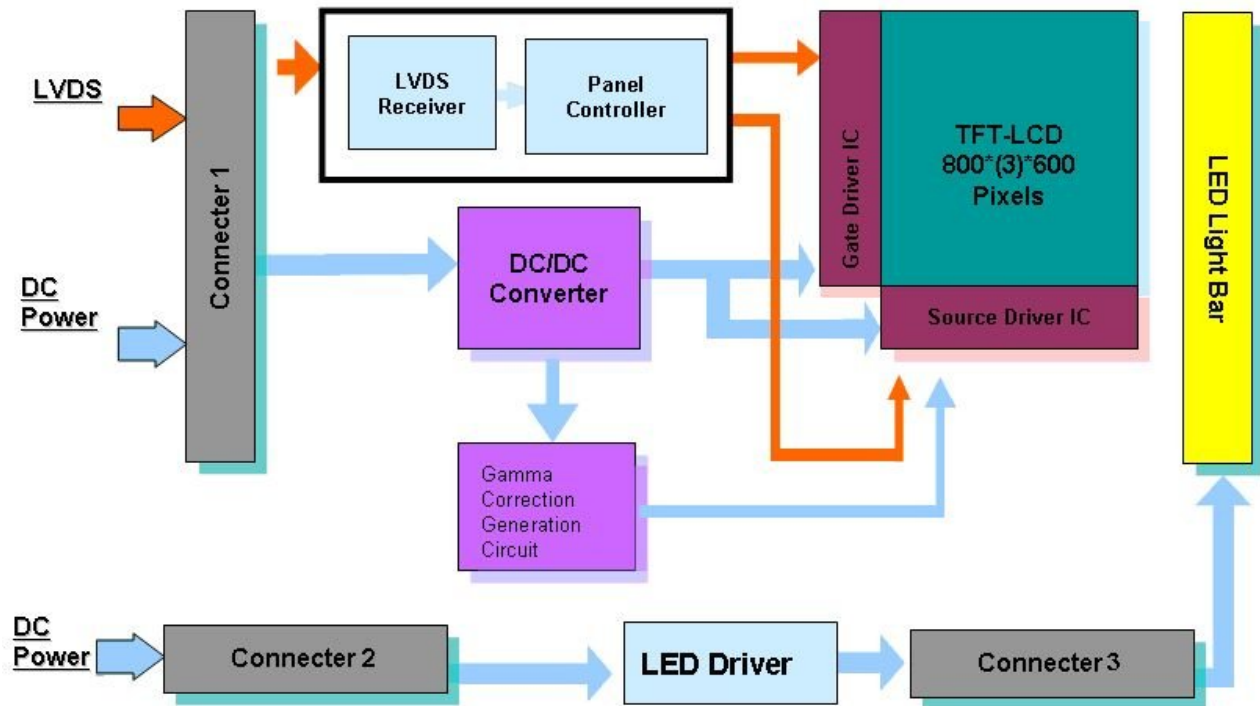 LVDS
DC
Power
Connecter 1
LVDS
Receiver
Panel
Controller
Gate Driver IC
TFT-LCD
800*(3)*600
Pixels
Source Driver IC
LED Light Bar
DC/DC
Converter
Gamma
Correction
Generation
Circuit
DC
Power
Connecter 2
LED Driver
Connecter 3